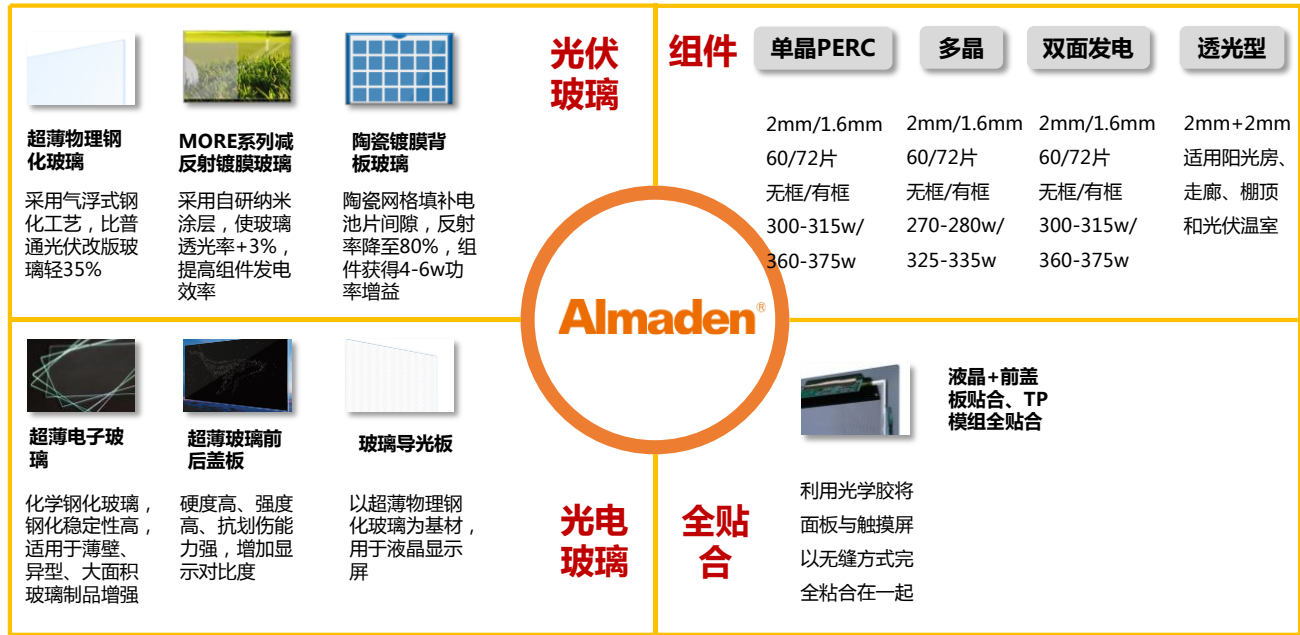 光伏
玻璃
超薄物理钢
化玻璃
采用气浮式钢
化工艺，比普
通光伏改版玻
璃轻35%
MORE系列减
反射镀膜玻璃
采用自研纳米
涂层，使玻璃
透光率+3%，
提高组件发电
效率
陶瓷镀膜背
板玻璃
陶瓷网格填补电
池片间隙，反射
率降至80%，组
件获得4-6w功
率增益
组件
单晶PERC
2mm/1.6mm
60/72片
无框/有框
300-315w/
360-375w
多晶
2mm/1.6mm
60/72片
无框/有框
270-280w/
325-335w
双面发电
2mm/1.6mm
60/72片
无框/有框
300-315w/
360-375w
透光型
2mm+2mm
适用阳光房、
走廊、棚顶
和光伏温室
Almaden®
光电
玻璃
超薄电子玻
璃
化学钢化玻璃，
钢化稳定性高，
适用于薄壁、
异型、大面积
玻璃制品增强
超薄玻璃前
后盖板
硬度高、强度
高、抗划伤能
力强，增加显
示对比度
玻璃导光板
以超薄物理钢
化玻璃为基材，
用于液晶显示
屏
全贴
合
液晶+前盖
板贴合、TP
模组全贴合
利用光学胶将
面板与触摸屏
以无缝方式完
全粘合在一起